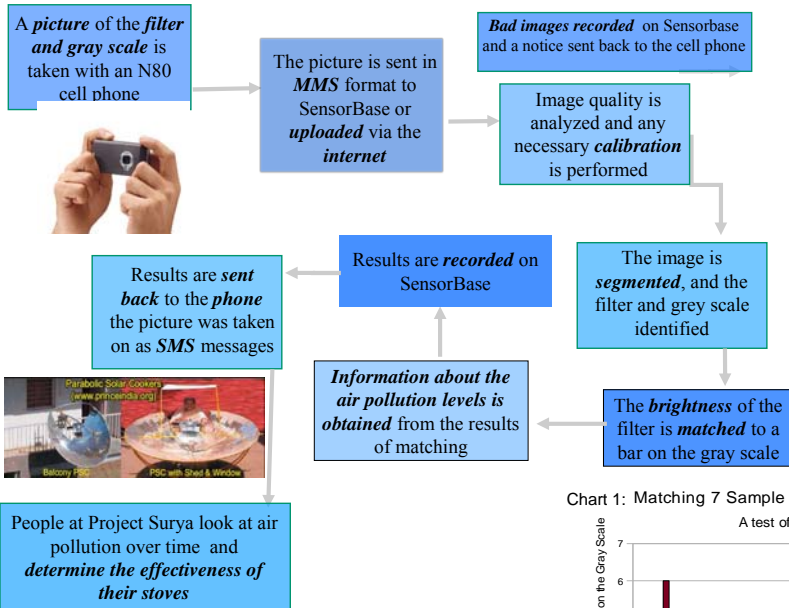 A picture of the filter
and gray scale is
taken with an N80
cell phone
The picture is sent in
MMS format to
SensorBase or
uploaded via the
internet
Bad images recorded on Sensorbase
and a notice sent back to the cell phone
Image quality is
analyzed and any
necessary calibration
is performed
The image is
segmented, and the
filter and grey scale
identified
The brightness of the
filter is matched to a
bar on the gray scale
Information about the
air pollution levels is
obtained from the results
of matching
Results are recorded on
SensorBase
Results are sent
back to the phone
the picture was taken
on as SMS messages
Parabolic Solar Cookers
(www.princeindia.org)
Balcony PSC
PSC with Shed & Window
People at Project Surya look at air
pollution over time and
determine the effectiveness of
their stoves
Chart 1: Matching 7 Sample
A test of
on the Gray Scale
7
6